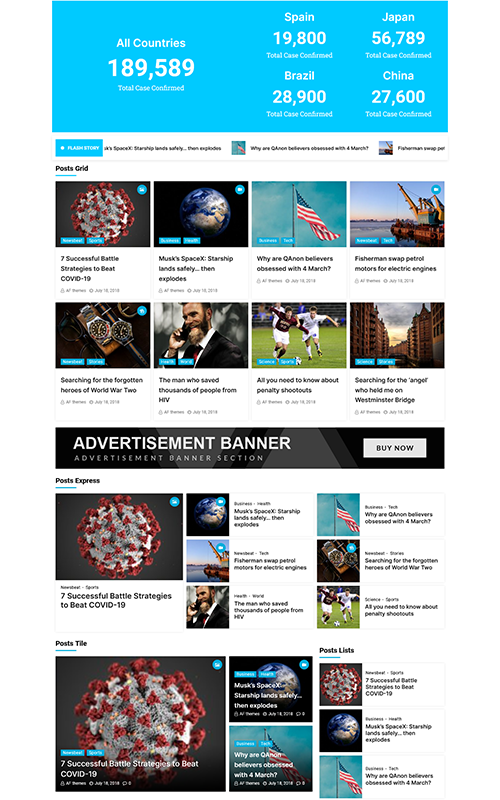 All Countries
189,589
Total Case Confirmed
Spain
19,800
Total Case Confirmed
Japan
56,789
Total Case Confirmed
Brazil
28,900
Total Case Confirmed
China
27,600
Total Case Confirmed
FLASH STORY
k's SpaceX: Starship lands safely... then explodes
Why are QAnon believers obsessed with 4 March?
Fisherman swap pet
Posts Grid
Newsbeat Sports
7 Successful Battle
Strategies to Beat
COVID-19
AF themes July 18, 2018
Business Health
Musk's SpaceX: Starship
lands safely... then
explodes
AF themes July 18, 2018
Business Tech
Why are QAnon believers
obsessed with 4 March?
AF themes July 18, 2018
Newsbeat Tech
Fisherman swap petrol
motors for electric engines
AF themes July 18, 2018
Newsbeat Stories
Searching for the forgotten
heroes of World War Two
AF themes July 18, 2018
Health World
The man who saved
thousands of people from
HIV
AF themes July 18, 2018
Science Sports
All you need to know about
penalty shootouts
AF themes July 18, 2018
Science Stories
Searching for the 'angel'
who held me on
Westminster Bridge
AF themes July 18, 2018
ADVERTISEMENT BANNER
ADVERTISEMENT BANNER SECTION
BUY NOW
Posts Express
Newsbeat - Sports
7 Successful Battle Strategies
to Beat COVID-19
Business - Health
Musk's SpaceX: Starship
lands safely... then
explodes
Business - Tech
Why are QAnon believers
obsessed with 4 March?
Newsbeat - Tech
Fisherman swap petrol
motors for electric engines
Newsbeat - Stories
Searching for the forgotten
heroes of World War Two
Health - World
The man who saved
thousands of people from
HIV
Science - Sports
All you need to know about
penalty shootouts
Posts Tile
Newsbeat Sports
7 Successful Battle Strategies to Beat
COVID-19
AF themes July 18, 2018 0
Business Health
Musk's SpaceX:
Starship lands safely...
then explodes
AF themes July 18, 2018 0
Business Tech
Why are QAnon
believers obsessed
with 4 March?
AF themes July 18, 2018 0
Posts Lists
Newsbeat - Sports
7 Successful Battle
Strategies to Beat
COVID-19
Business - Health
Musk's SpaceX: Starship
lands safely... then
explodes
Business - Tech
Why are QAnon believers
obsessed with 4 March?